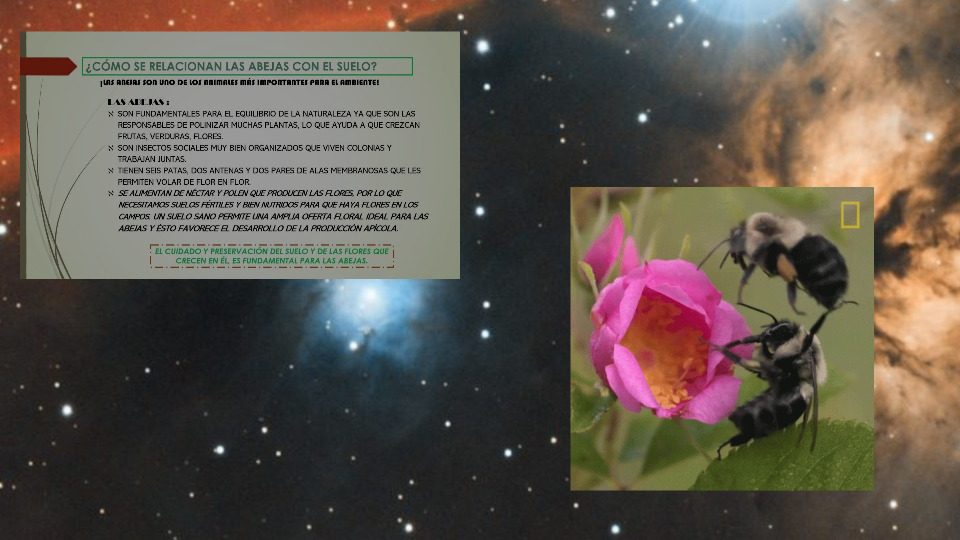 ¿CÓMO SE RELACIONAN LAS ABEJAS CON EL SUELO?
¡LAS ABEJAS SON UNO DE LOS ANIMALES MÁS IMPORTANTES PARA EL AMBIENTE!
LAS ABEJAS :
SON FUNDAMENTALES PARA EL EQUILIBRIO DE LA NATURALEZA YA QUE SON LAS
RESPONSABLES DE POLINIZAR MUCHAS PLANTAS, LO QUE AYUDA A QUE CREZCAN
FRUTAS, VERDURAS, FLORES.
SON INSECTOS SOCIALES MUY BIEN ORGANIZADOS QUE VIVEN COLONIAS Y
TRABAJAN JUNTAS.
TIENEN SEIS PATAS, DOS ANTENAS Y DOS PARES DE ALAS MEMBRANOSAS QUE LES
PERMITEN VOLAR DE FLOR EN FLOR.
SE ALIMENTAN DE NÉCTAR Y POLEN QUE PRODUCEN LAS FLORES, POR LO QUE
NECESITAMOS SUELOS FÉRTILES Y BIEN NUTRIDOS PARA QUE HAYA FLORES EN LOS
CAMPOS. UN SUELO SANO PERMITE UNA AMPLIA OFERTA FLORAL IDEAL PARA LAS
ABEJAS Y ÉSTO FAVORECE EL DESARROLLO DE LA PRODUCCIÓN APÍCOLA.
EL CUIDADO Y PRESERVACIÓN DEL SUELO Y DE LAS FLORES QUE
CRECEN EN ÉL, ES FUNDAMENTAL PARA LAS ABEJAS.